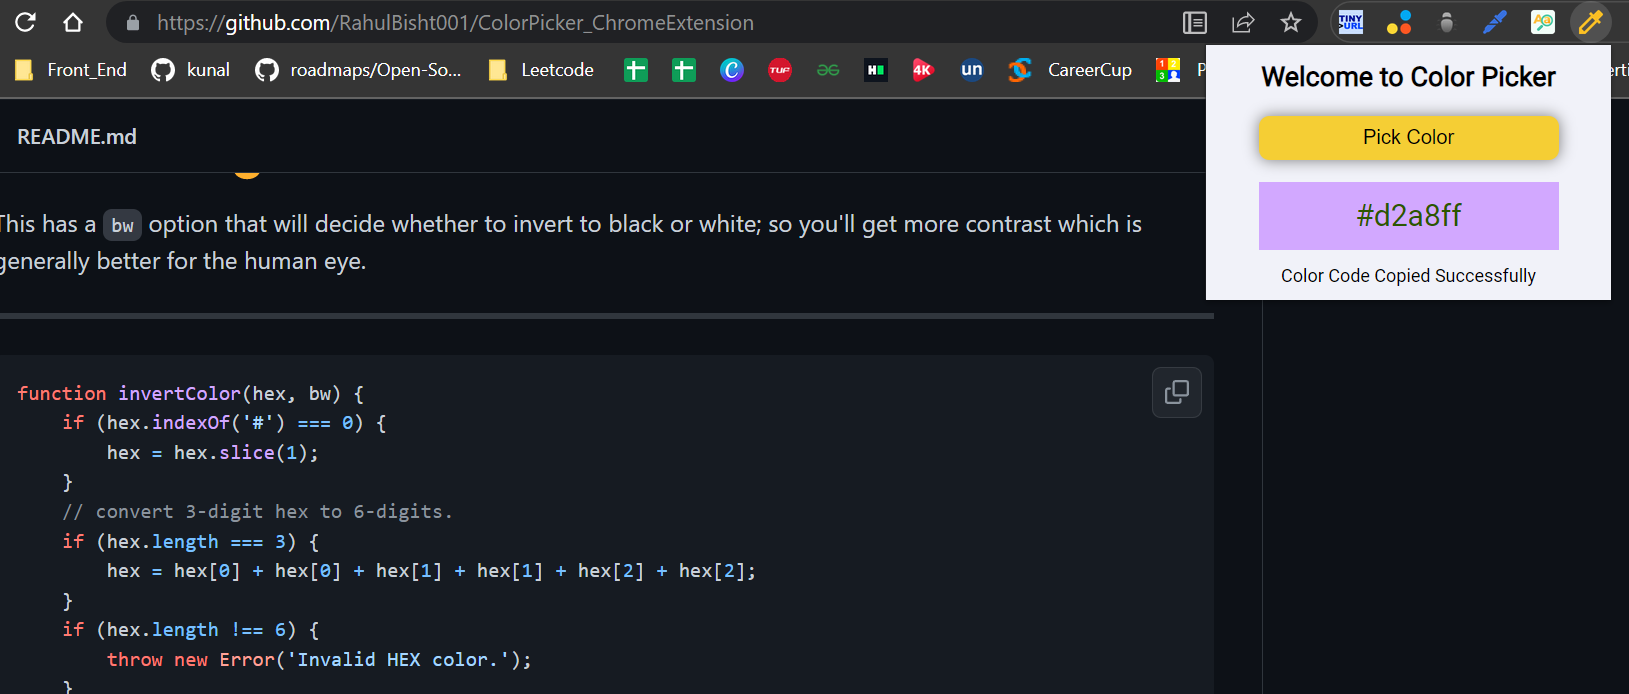 https://github.com/RahulBisht001/ColorPicker_ChromeExtension
TINY
>URL
Front_End
kunal
roadmaps/Open-So...
Leetcode
C
TUF
4K
un
CareerCup
1 2
3
P
Welcome to Color Picker
Pick Color
#d2a8ff
Color Code Copied Successfully
README.md
This has a bw option that will decide whether to invert to black or white; so you'll get more contrast which is
generally better for the human eye.
function invertColor(hex, bw) {
    if (hex.indexOf('#') === 0) {
        hex = hex.slice(1);
    }
    // convert 3-digit hex to 6-digits.
    if (hex.length === 3) {
        hex = hex[0] + hex[0] + hex[1] + hex[1] + hex[2] + hex[2];
    }
    if (hex.length !== 6) {
        throw new Error('Invalid HEX color.');
    }